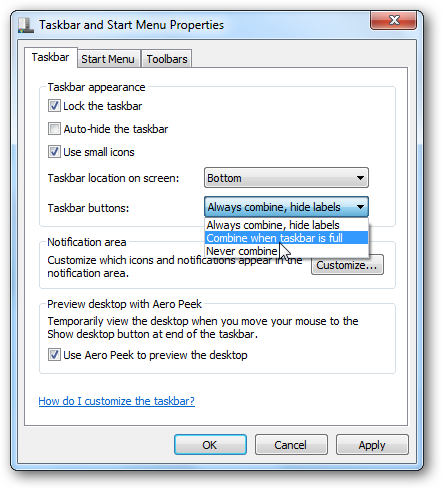 Taskbar and Start Menu Properties
Taskbar
Start Menu
Toolbars
Taskbar appearance
Lock the taskbar
Auto-hide the taskbar
Use small icons
Taskbar location on screen:
Bottom
Taskbar buttons:
Always combine, hide labels
Always combine, hide labels
Combine when taskbar is full
Never combine
Notification area
Customize which icons and notifications appear in the
notification area.
Customize...
Preview desktop with Aero Peek
Temporarily view the desktop when you move your mouse to the
Show desktop button at end of the taskbar.
Use Aero Peek to preview the desktop
How do I customize the taskbar?
OK
Cancel
Apply